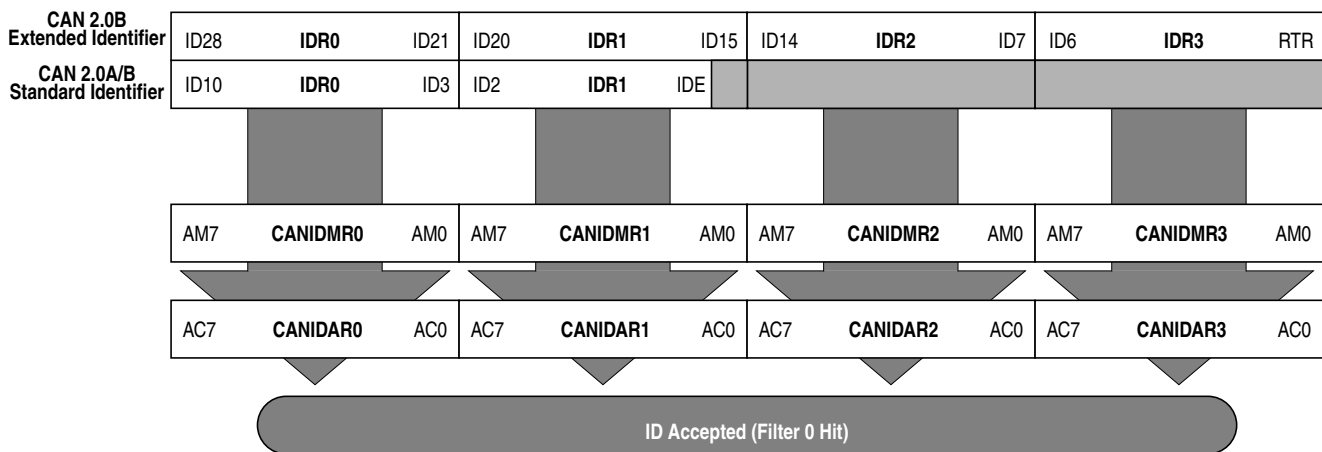 CAN 2.0B
Extended Identifier
ID28 IDR0 ID21 ID20 IDR1 ID15 ID14 IDR2 ID7 ID6 IDR3 RTR
CAN 2.0A/B
Standard Identifier
ID10 IDR0 ID3 ID2 IDR1 IDE
AM7 CANIDMR0 AM0 AM7 CANIDMR1 AM0 AM7 CANIDMR2 AM0 AM7 CANIDMR3 AM0
AC7 CANIDAR0 AC0 AC7 CANIDAR1 AC0 AC7 CANIDAR2 AC0 AC7 CANIDAR3 AC0
ID Accepted (Filter 0 Hit)